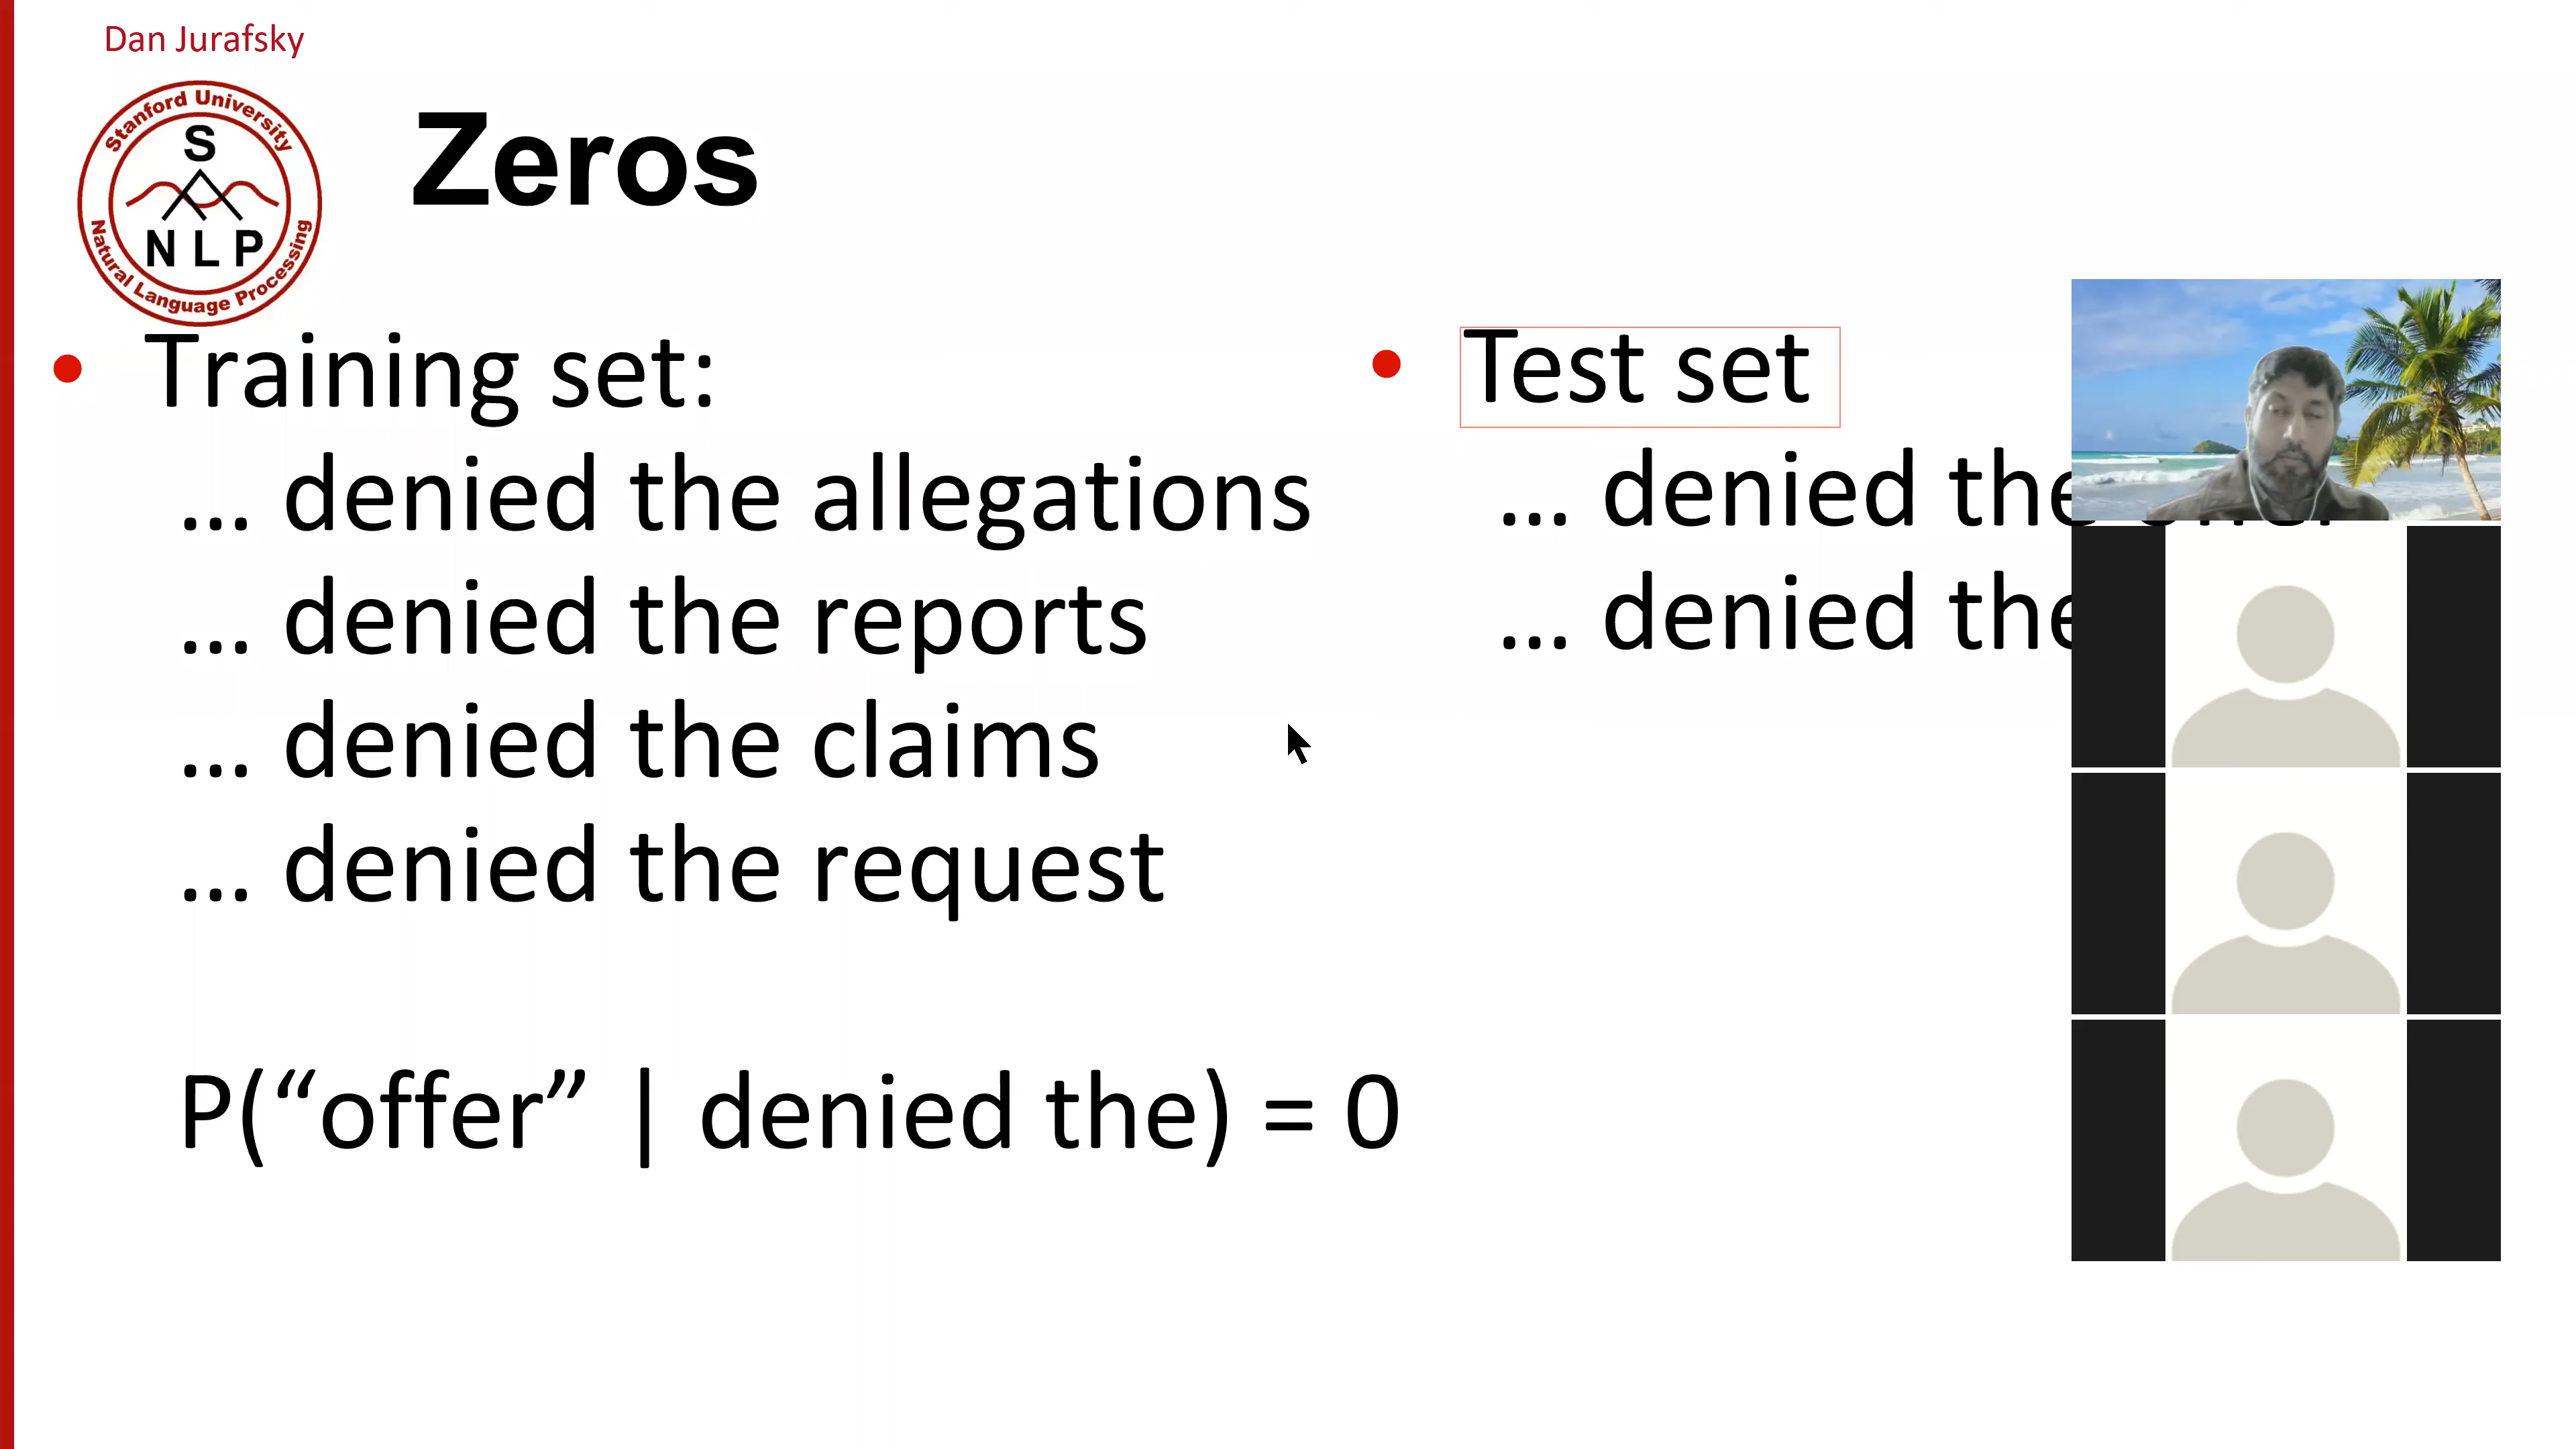 Dan Jurafsky
Stanford University
S
N L P
Natural Language Processing
Zeros
• Training set:
… denied the allegations
… denied the reports
… denied the claims
… denied the request
P(“offer” | denied the) = 0
• Test set
… denied the
… denied the